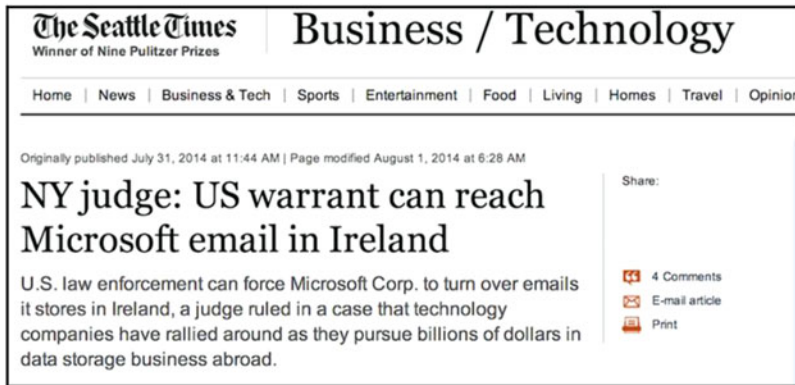 The Seattle Times
Winner of Nine Pulitzer Prizes
Business / Technology
Home | News | Business & Tech | Sports | Entertainment | Food | Living | Homes | Travel | Opinion
Originally published July 31, 2014 at 11:44 AM | Page modified August 1, 2014 at 6:28 AM
NY judge: US warrant can reach
Microsoft email in Ireland
U.S. law enforcement can force Microsoft Corp. to turn over emails
it stores in Ireland, a judge ruled in a case that technology
companies have rallied around as they pursue billions of dollars in
data storage business abroad.
Share:
4 Comments
E-mail article
Print